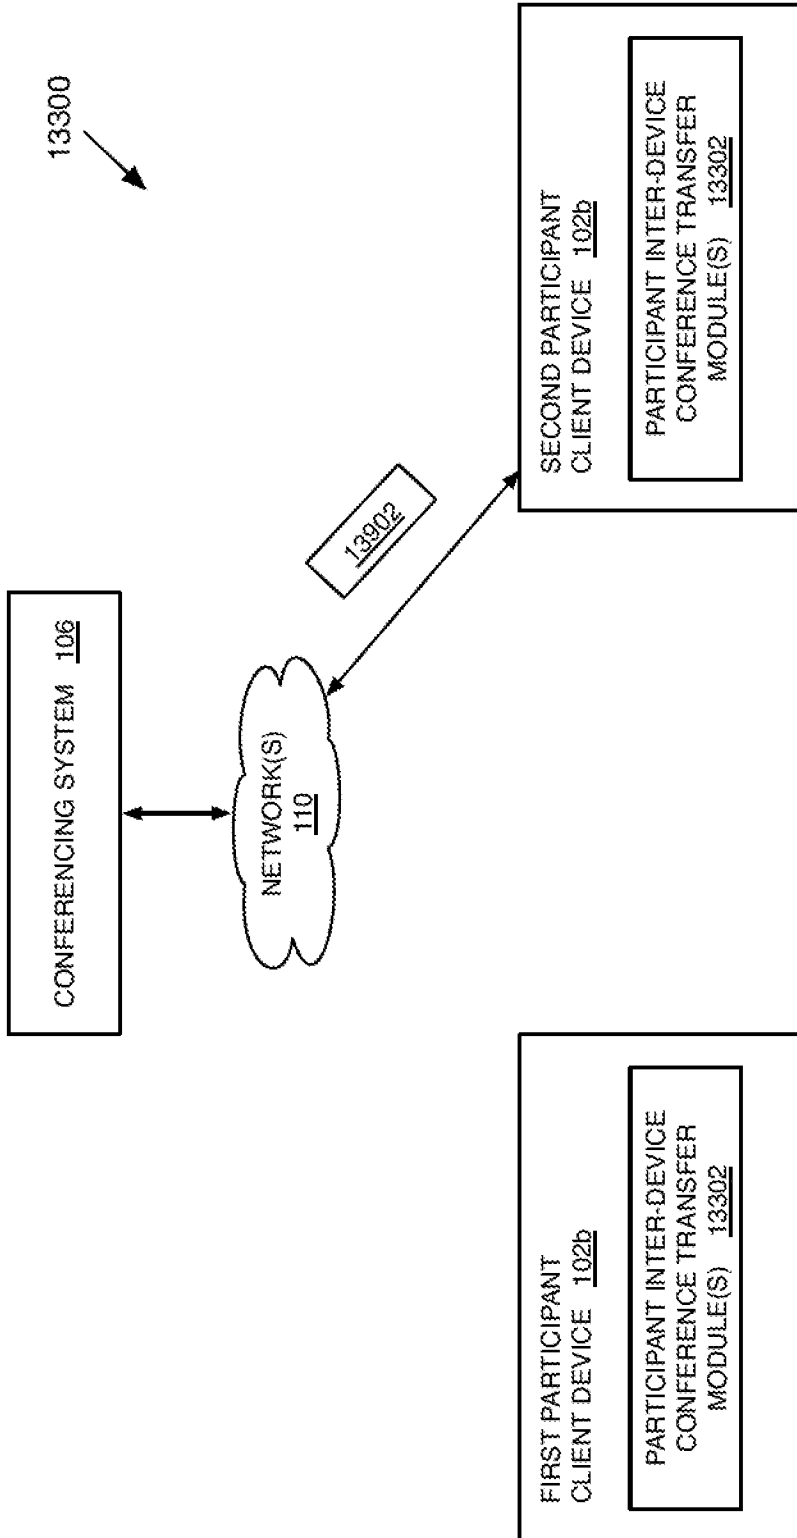 13300
CONFERENCING SYSTEM 106
NETWORK(S)
110
13902
FIRST PARTICIPANT
CLIENT DEVICE 102b
PARTICIPANT INTER-DEVICE
CONFERENCE TRANSFER
MODULE(S) 13302
SECOND PARTICIPANT
CLIENT DEVICE 102b
PARTICIPANT INTER-DEVICE
CONFERENCE TRANSFER
MODULE(S) 13302